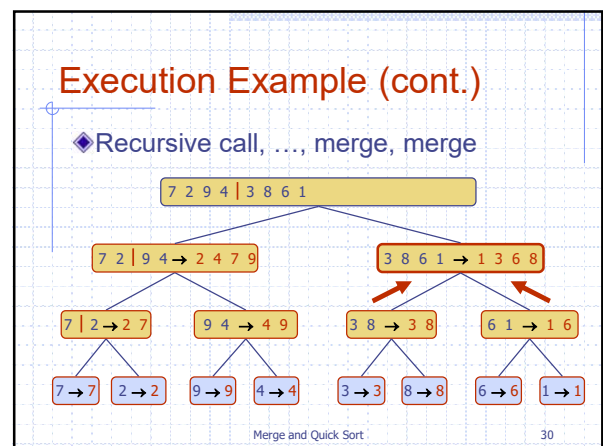 Execution Example (cont.)
Recursive call, …, merge, merge
7 2 9 4 | 3 8 6 1
7 2 | 9 4 → 2 4 7 9
3 8 6 1 → 1 3 6 8
7 | 2 → 2 7
9 4 → 4 9
3 8 → 3 8
6 1 → 1 6
7 → 7
2 → 2
9 → 9
4 → 4
3 → 3
8 → 8
6 → 6
1 → 1
Merge and Quick Sort
30